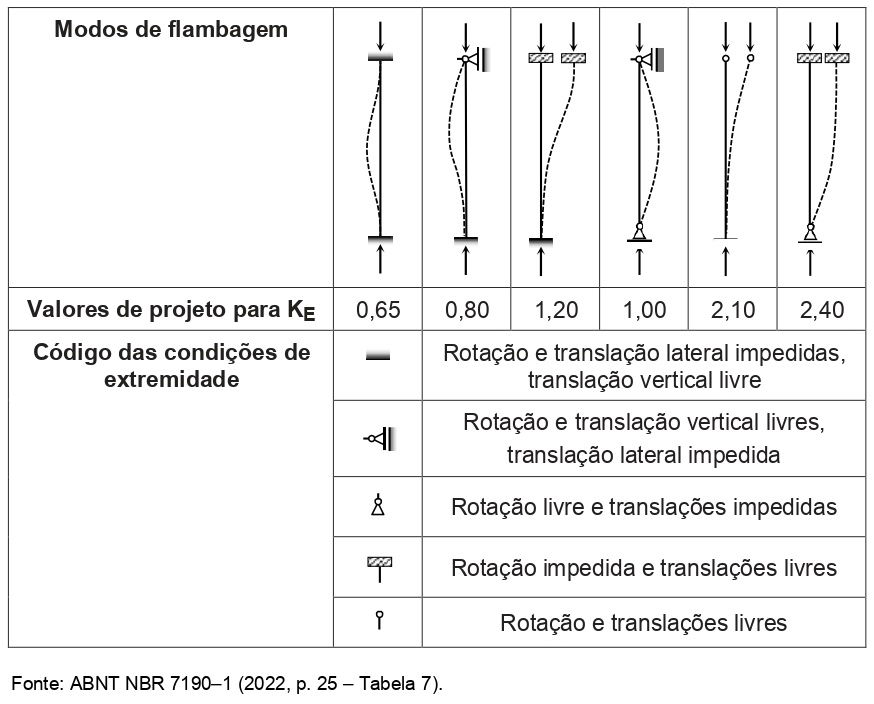 Modos de flambagem
Valores de projeto para KE
0,65
0,80
1,20
1,00
2,10
2,40
Código das condições de
extremidade
Rotação e translação lateral impedidas,
translação vertical livre
Rotação e translação vertical livres,
translação lateral impedida
Rotação livre e translações impedidas
Rotação impedida e translações livres
Rotação e translações livres
Fonte: ABNT NBR 7190–1 (2022, p. 25 – Tabela 7).